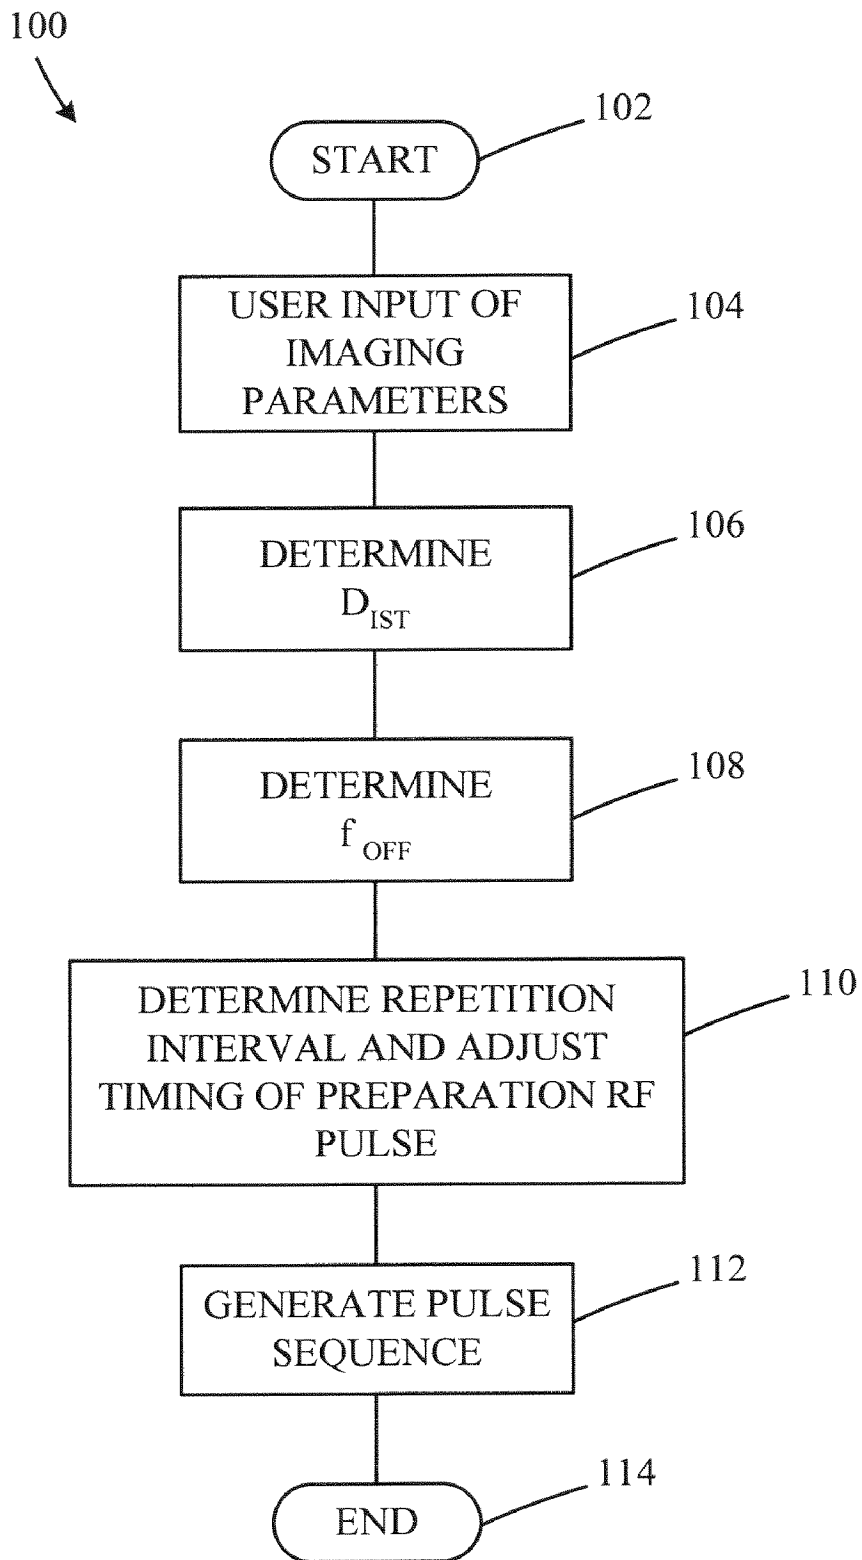 100
102
START
USER INPUT OF
IMAGING
PARAMETERS
104
DETERMINE
D_IST
106
DETERMINE
f_OFF
108
DETERMINE REPETITION
INTERVAL AND ADJUST
TIMING OF PREPARATION RF
PULSE
110
GENERATE PULSE
SEQUENCE
112
END
114